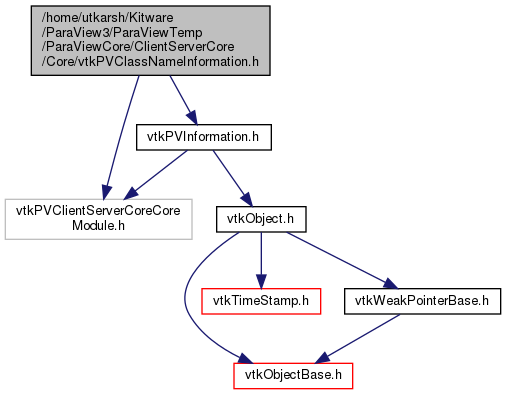 /home/utkarsh/Kitware
/ParaView3/ParaViewTemp
/ParaViewCore/ClientServerCore
/Core/vtkPVClassNameInformation.h
vtkPVInformation.h
vtkPVClientServerCoreCore
Module.h
vtkObject.h
vtkTimeStamp.h
vtkWeakPointerBase.h
vtkObjectBase.h